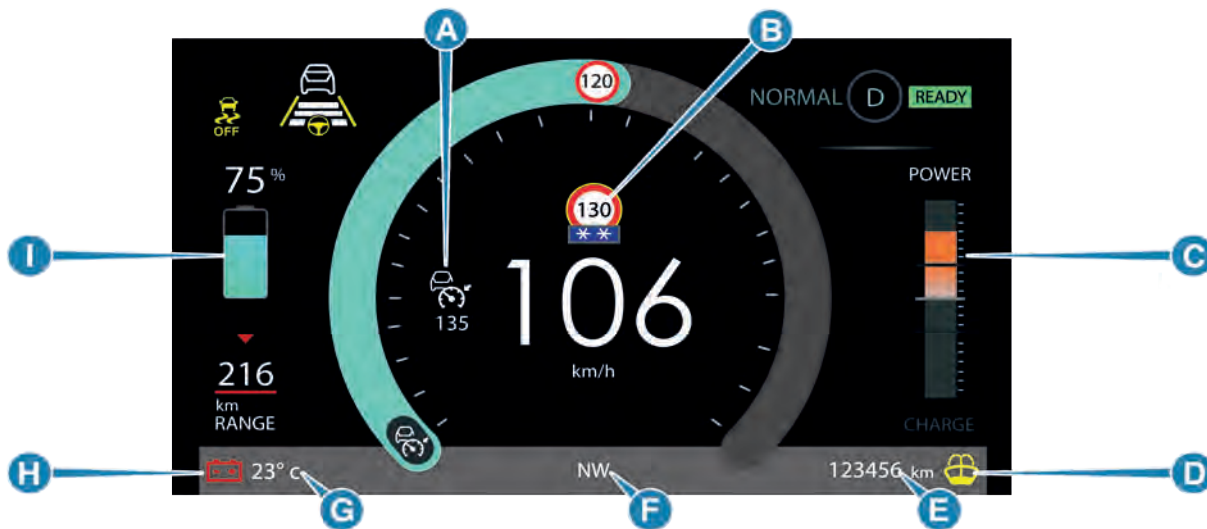 A
B
120
NORMAL D READY
OFF
75 %
POWER
130
* *
I
C
106
135
km/h
216
km
RANGE
CHARGE
H
23° c
NW
123456 km
D
G
F
E